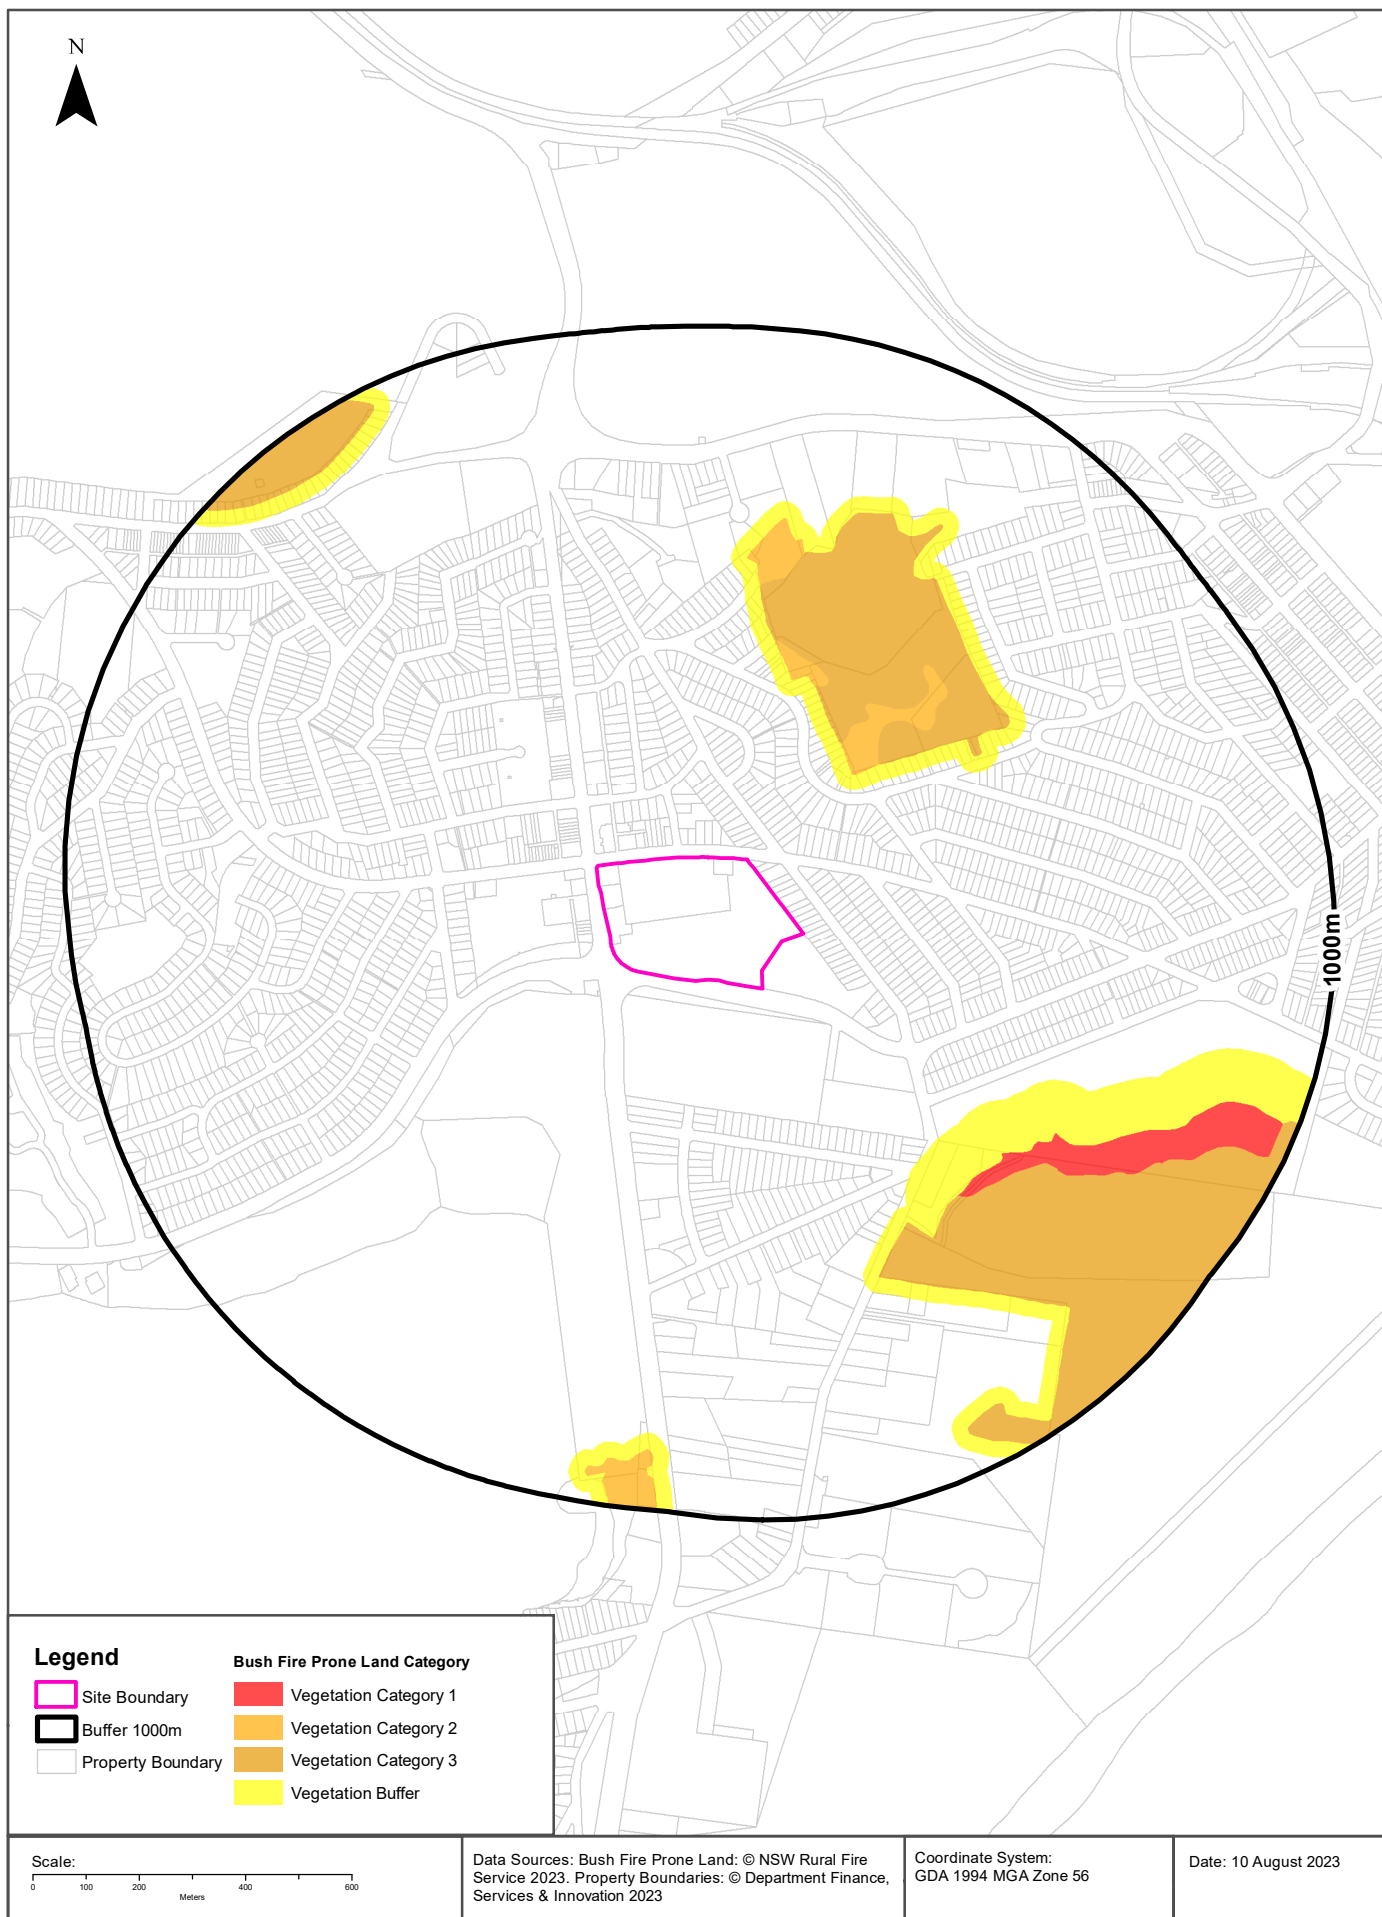 N
1000m
Legend
Site Boundary
Buffer 1000m
Property Boundary
Bush Fire Prone Land Category
Vegetation Category 1
Vegetation Category 2
Vegetation Category 3
Vegetation Buffer
Scale:
0 100 200 400 600
Meters
Data Sources: Bush Fire Prone Land: © NSW Rural Fire
Service 2023. Property Boundaries: © Department Finance,
Services & Innovation 2023
Coordinate System:
GDA 1994 MGA Zone 56
Date: 10 August 2023